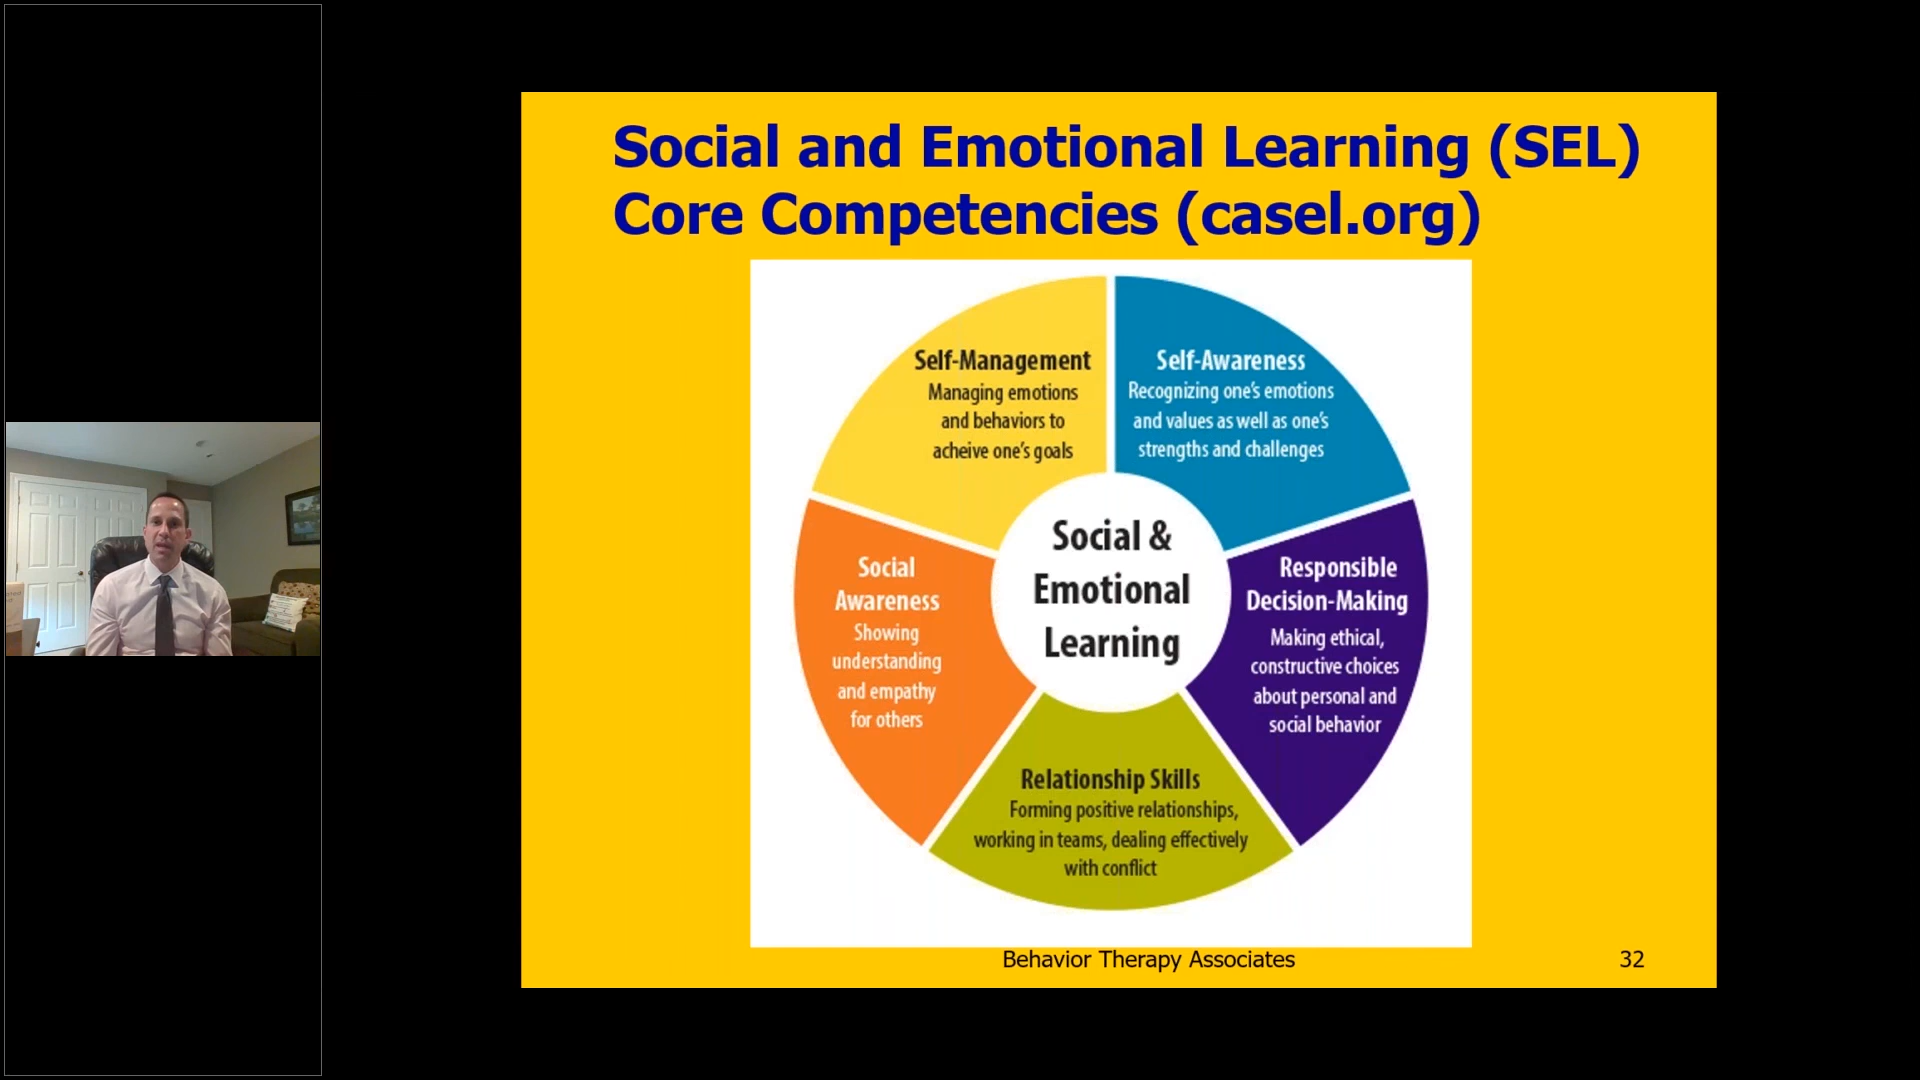 Social and Emotional Learning (SEL)
Core Competencies (casel.org)
Self-Management
Managing emotions
and behaviors to
acheive one's goals
Self-Awareness
Recognizing one's emotions
and values as well as one's
strengths and challenges
Social
Awareness
Showing
understanding
and empathy
for others
Social &
Emotional
Learning
Responsible
Decision-Making
Making ethical,
constructive choices
about personal and
social behavior
Relationship Skills
Forming positive relationships,
working in teams, dealing effectively
with conflict
Behavior Therapy Associates
32